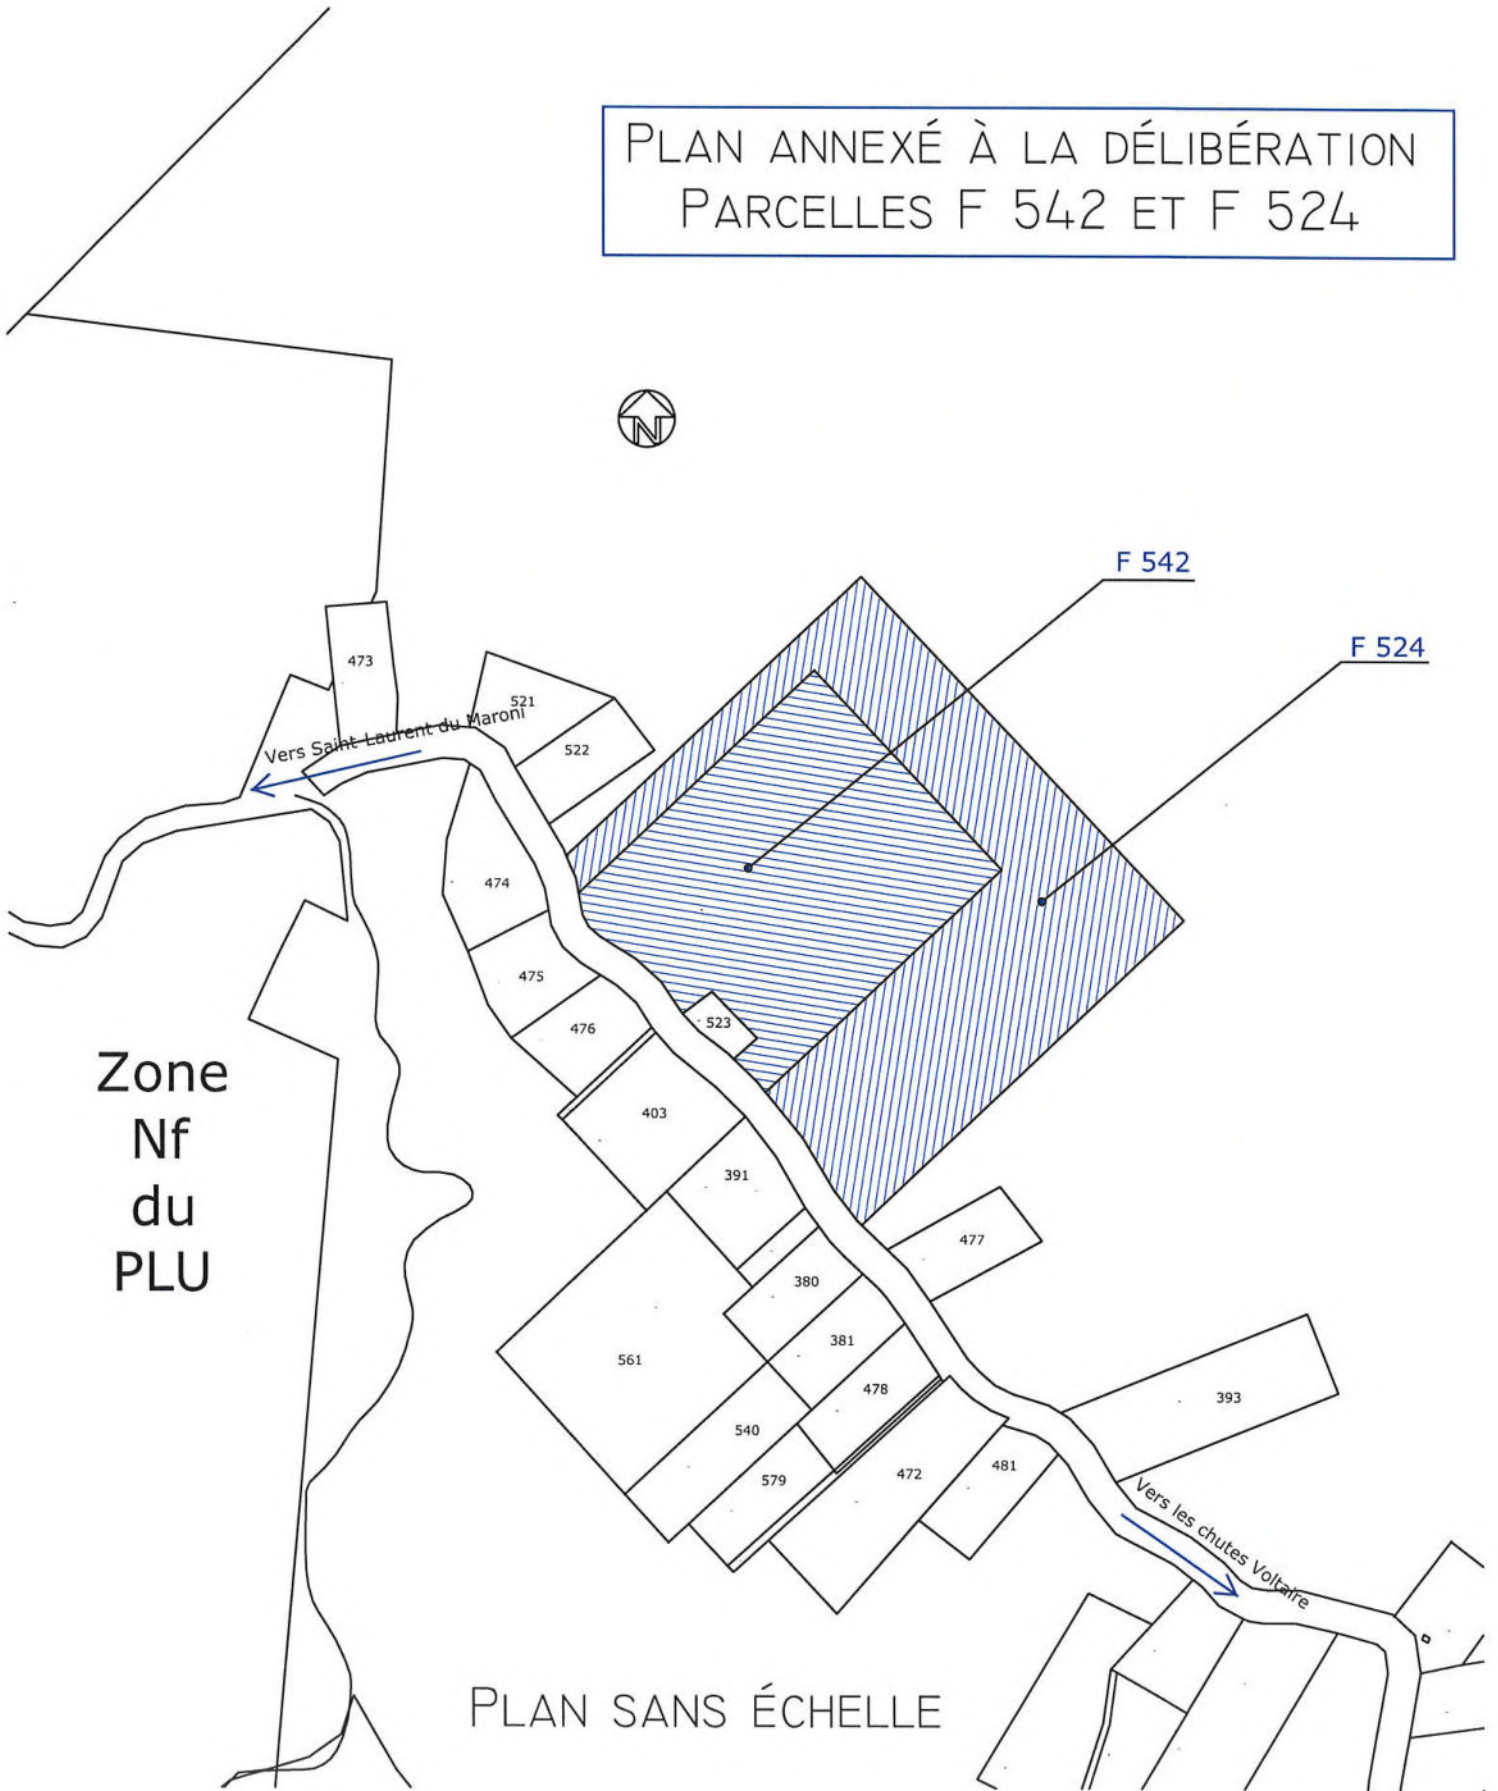 PLAN ANNEXÉ À LA DÉLIBÉRATION
PARCELLES F 542 ET F 524
N
F 542
F 524
473
521
Vers Saint Laurent du Maroni
522
474
475
476
523
403
391
477
380
381
561
478
393
540
472
481
579
Vers les chutes Voltaire
Zone
Nf
du
PLU
PLAN SANS ÉCHELLE